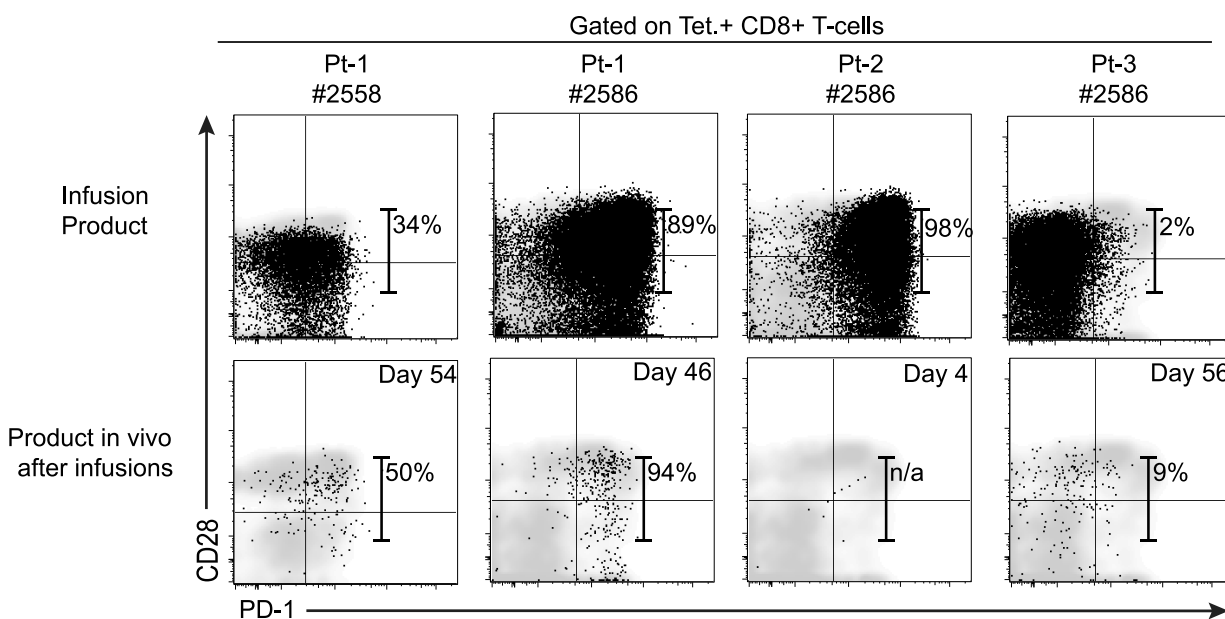 Gated on Tet.+ CD8+ T-cells
Pt-1 Pt-1 Pt-2 Pt-3
#2558 #2586 #2586 #2586
Infusion
Product
34% 89% 98% 2%
Day 54 Day 46 Day 4 Day 56
Product in vivo
after infusions
50% 94% n/a 9%
CD28
PD-1